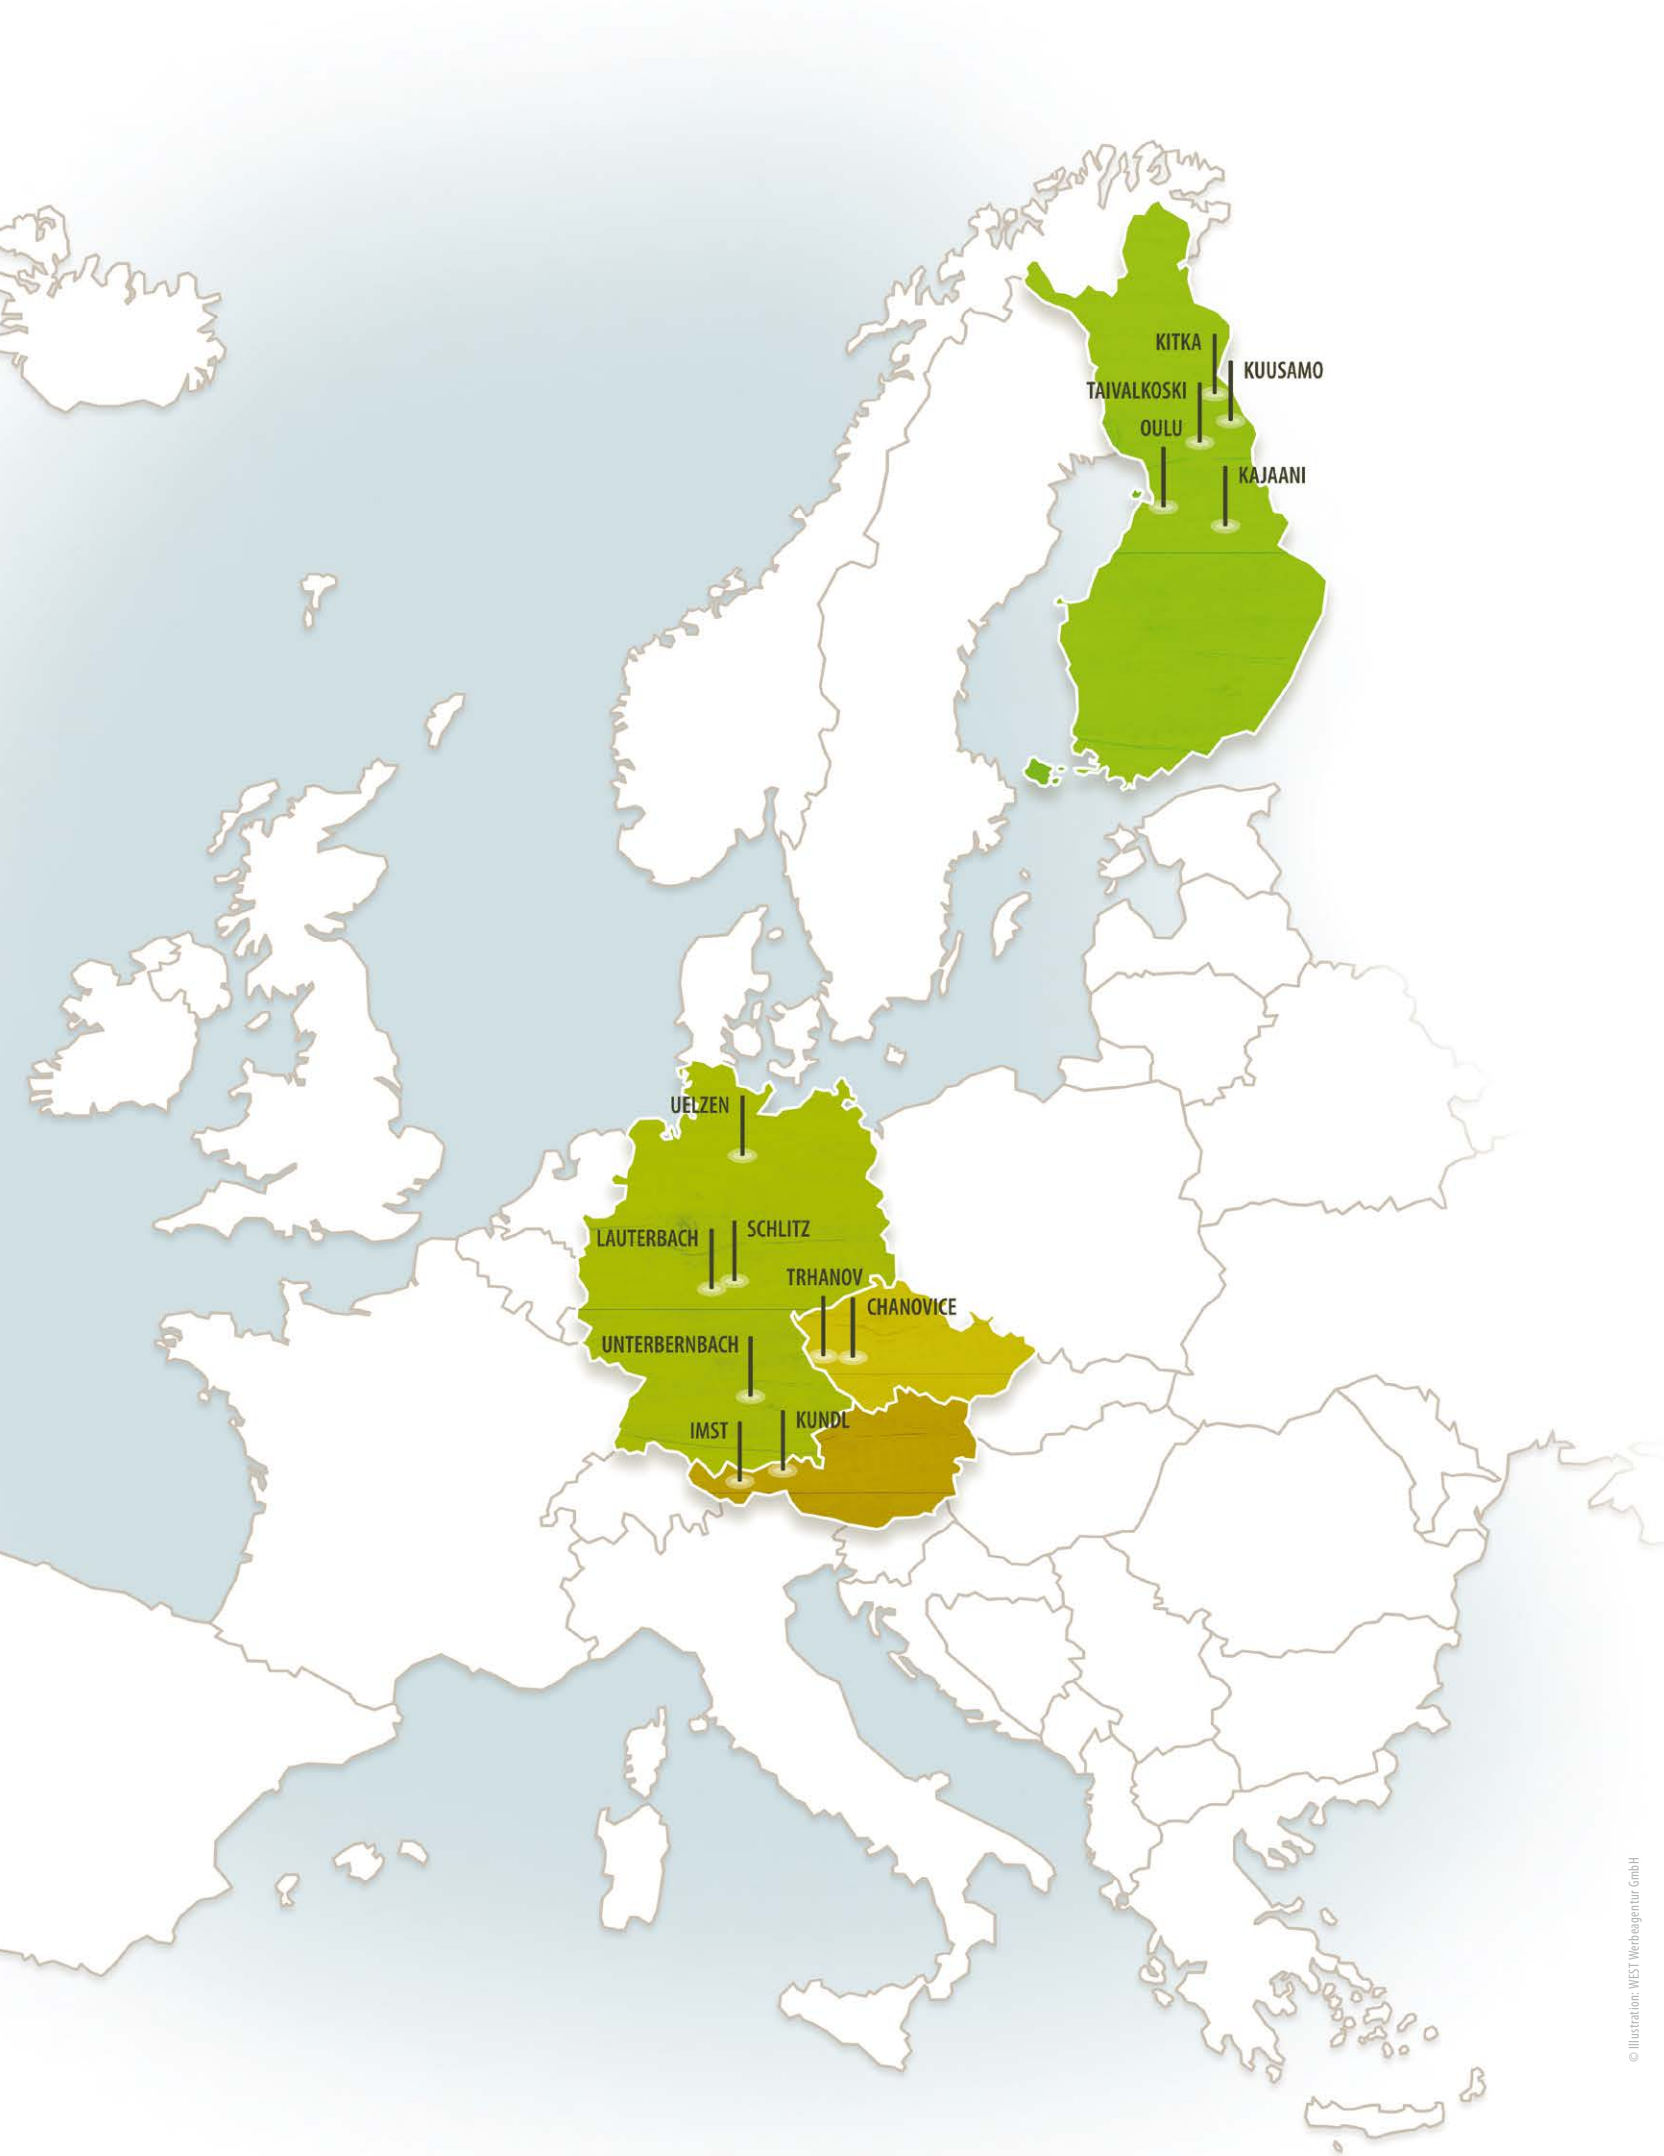 KITKA
KUUSAMO
TAIVALKOSKI
OULU
KAJAANI
UELZEN
SCHLITZ
LAUTERBACH
TRHANOV
CHANOVICE
UNTERBERNBACH
KUNDL
IMST
© Illustration: WEST Werbeagentur GmbH